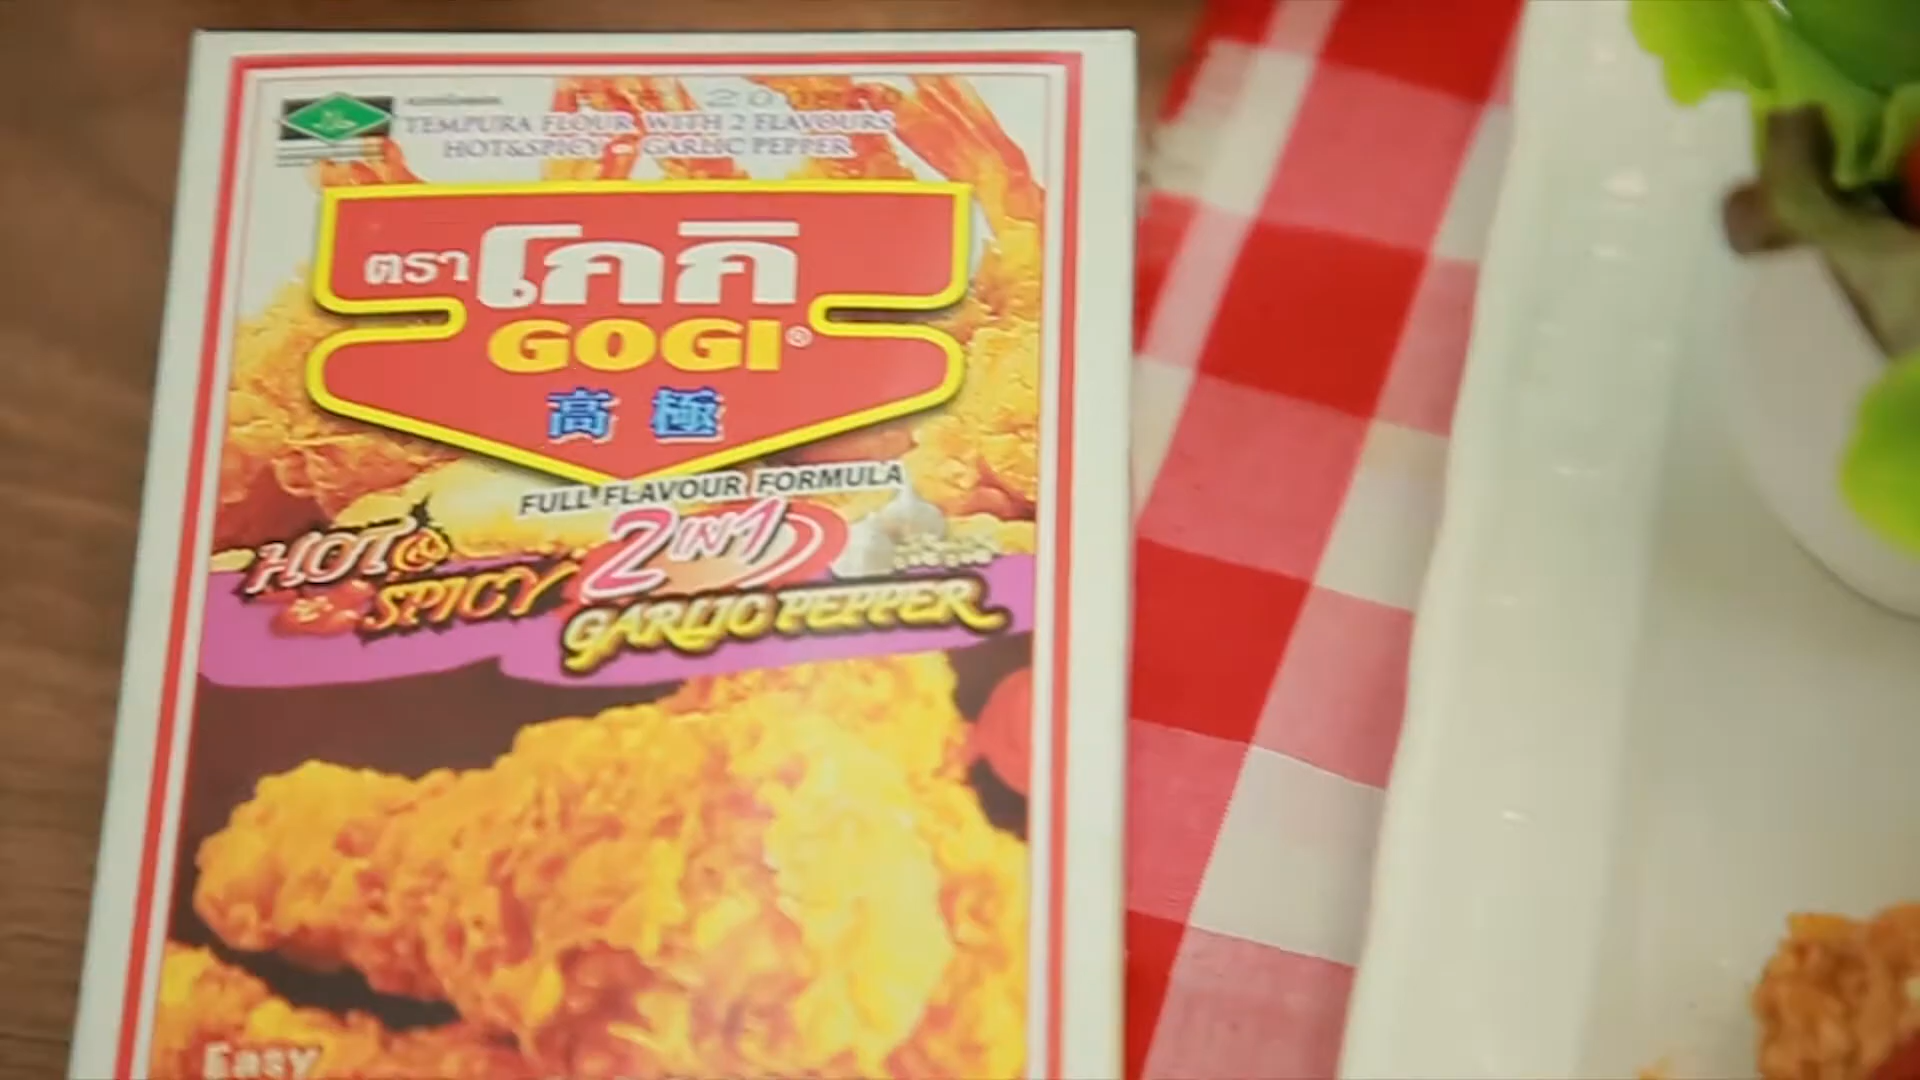 TEMPURA FLOUR WITH 2 FLAVOURS
HOT&SPICY & GARLIC PEPPER
ตรา โกกิ
GOGI®
高極
FULL FLAVOUR FORMULA
2 IN 1
HOT &
SPICY
GARLIC PEPPER
Easy